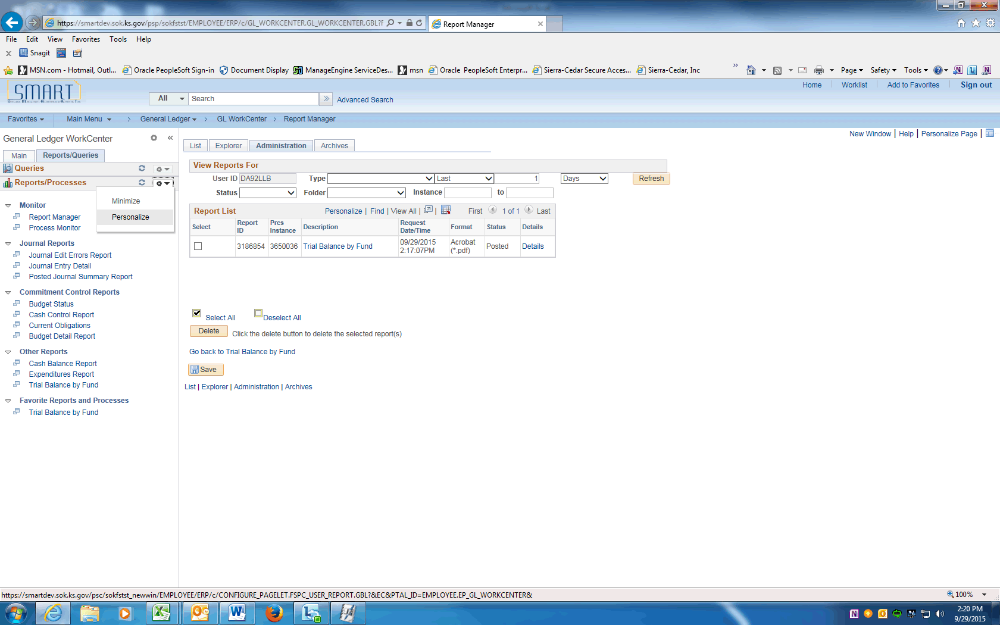 https://smartdev.sok.ks.gov/psp/sokfstst/EMPLOYEE/ERP/c/GL_WORKCENTER.GL_WORKCENTER.GBL?F
Report Manager
File Edit View Favorites Tools Help
x Snagit
MSN.com - Hotmail, Outl... Oracle PeopleSoft Sign-in Document Display ManageEngine ServiceDes... msn Oracle PeopleSoft Enterpr... Sierra-Cedar Secure Acces... Sierra-Cedar, Inc » Page Safety Tools
SMART
All Search » Advanced Search
Home Worklist Add to Favorites Sign out
Favorites Main Menu > General Ledger > GL WorkCenter > Report Manager
New Window | Help | Personalize Page |
General Ledger WorkCenter «
Main Reports/Queries
Queries
Reports/Processes
Minimize
Personalize
Monitor
Report Manager
Process Monitor
Journal Reports
Journal Edit Errors Report
Journal Entry Detail
Posted Journal Summary Report
Commitment Control Reports
Budget Status
Cash Control Report
Current Obligations
Budget Detail Report
Other Reports
Cash Balance Report
Expenditures Report
Trial Balance by Fund
Favorite Reports and Processes
Trial Balance by Fund
List Explorer Administration Archives
View Reports For
User ID DA92LLB Type Last 1 Days Refresh
Status Folder Instance to
Report List Personalize | Find | View All | | First 1 of 1 Last
Select Report ID Prcs Instance Description Request Date/Time Format Status Details
3186854 3650036 Trial Balance by Fund 09/29/2015 2:17:07PM Acrobat (*.pdf) Posted Details
Select All Deselect All
Delete Click the delete button to delete the selected report(s)
Go back to Trial Balance by Fund
Save
List | Explorer | Administration | Archives
https://smartdev.sok.ks.gov/psc/sokfstst_newwin/EMPLOYEE/ERP/c/CONFIGURE_PAGELET.FSPC_USER_REPORT.GBL?&EC&PTAL_ID=EMPLOYEE.EP_GL_WORKCENTER&
100%
2:20 PM
9/29/2015